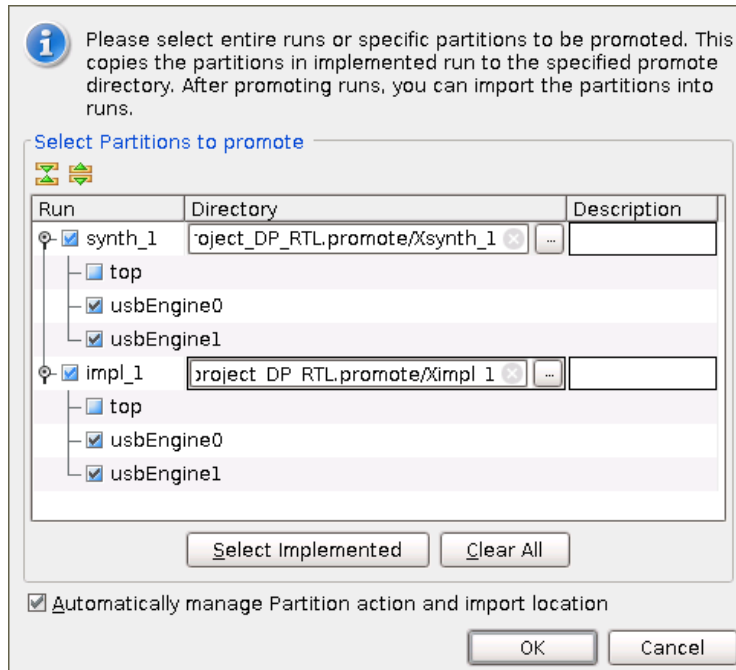 Please select entire runs or specific partitions to be promoted. This
copies the partitions in implemented run to the specified promote
directory. After promoting runs, you can import the partitions into
runs.
Select Partitions to promote
Run Directory Description
synth_1 roject_DP_RTL.promote/Xsynth_1 ...
top
usbEngine0
usbEngine1
impl_1 project_DP_RTL.promote/Ximpl_1 ...
top
usbEngine0
usbEngine1
Select Implemented Clear All
Automatically manage Partition action and import location
OK Cancel